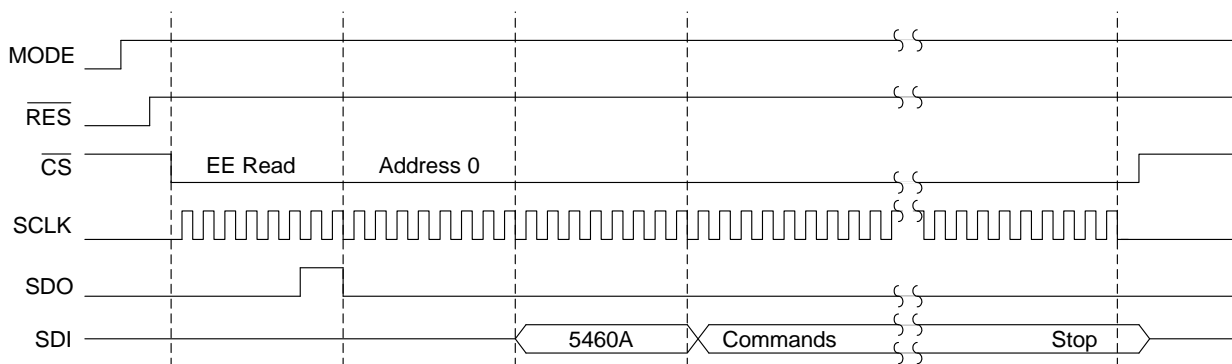 MODE
RES
CS
EE Read Address 0
SCLK
SDO
SDI
5460A Commands Stop